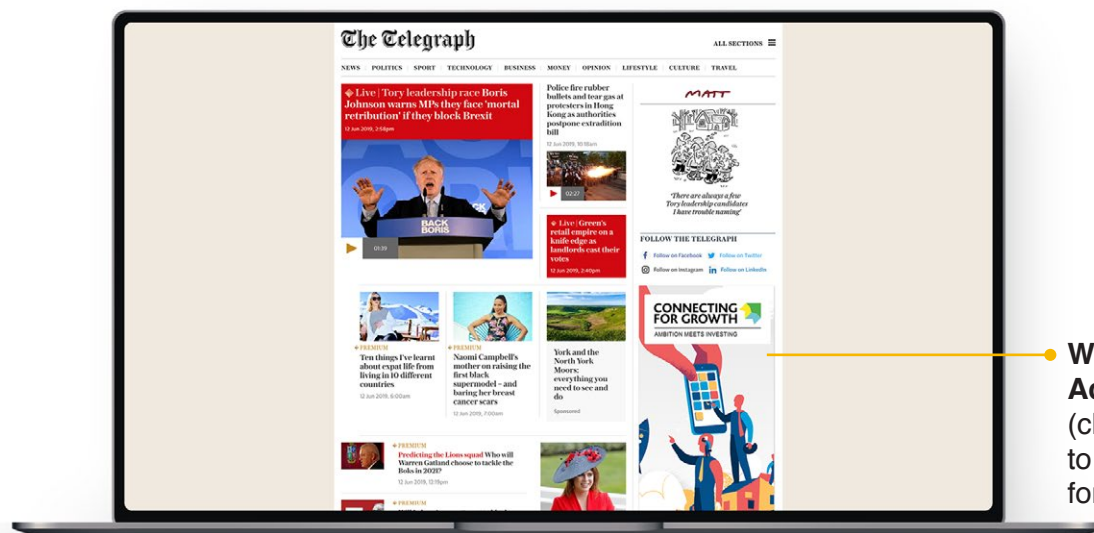 The Telegraph
ALL SECTIONS
NEWS POLITICS SPORT TECHNOLOGY BUSINESS MONEY OPINION LIFESTYLE CULTURE TRAVEL
Live | Tory leadership race Boris
Johnson warns MPs they face 'mortal
retribution' if they block Brexit
12 Jun 2019, 2:58pm
BACK
BORIS
01:39
Police fire rubber
bullets and tear gas at
protesters in Hong
Kong as authorities
postpone extradition
bill
12 Jun 2019, 10:18am
02:27
Live | Green's
retail empire on a
knife edge as
landlords cast their
votes
12 Jun 2019, 2:40pm
MATT
'There are always a few
Tory leadership candidates
I have trouble naming'
FOLLOW THE TELEGRAPH
Follow on Facebook Follow on Twitter
Follow on Instagram Follow on LinkedIn
PREMIUM
Ten things I've learnt
about expat life from
living in 10 different
countries
12 Jun 2019, 6:00am
PREMIUM
Naomi Campbell's
mother on raising the
first black
supermodel – and
baring her breast
cancer scars
12 Jun 2019, 7:00am
York and the
North York
Moors:
everything you
need to see and
do
Sponsored
CONNECTING
FOR GROWTH
AMBITION MEETS INVESTING
PREMIUM
Predicting the Lions squad Who will
Warren Gatland choose to tackle the
Boks in 2021?
12 Jun 2019, 12:19pm
PREMIUM
to